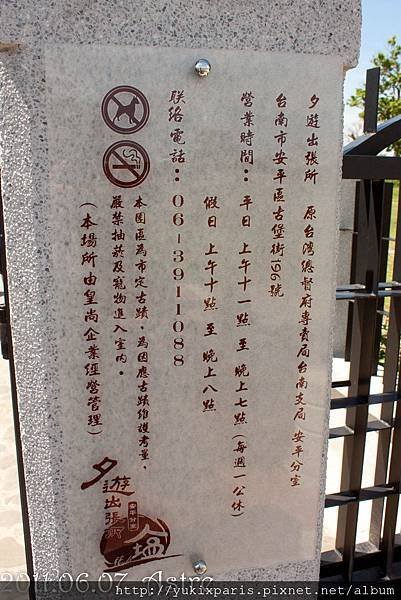 夕遊出張所　原台灣總督府專賣局台南支局　安平分室
台南市安平區古堡街196號
營業時間：平日　上午十一點　至　晚上七點（每週一公休）
假日　上午十點　至　晚上八點
聯絡電話：06-3911088
本園區為市定古蹟，為因應古蹟維護考量，
嚴禁抽菸及寵物進入室內。
（本場所由皇尚企業經營管理）
夕遊出張所
安平分室
2011.06.07. Astre
http://yukixparis.pixnet.net/album